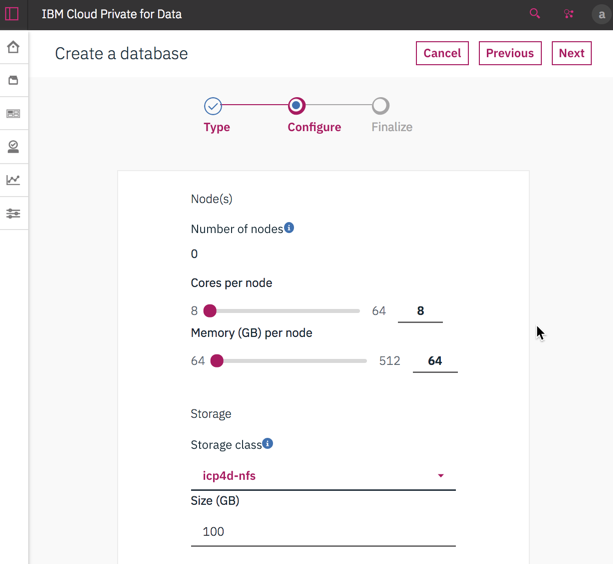 IBM Cloud Private for Data
a
Create a database
Cancel
Previous
Next
Type
Configure
Finalize
Node(s)
Number of nodes
0
Cores per node
8 64 8
Memory (GB) per node
64 512 64
Storage
Storage class
icp4d-nfs
Size (GB)
100